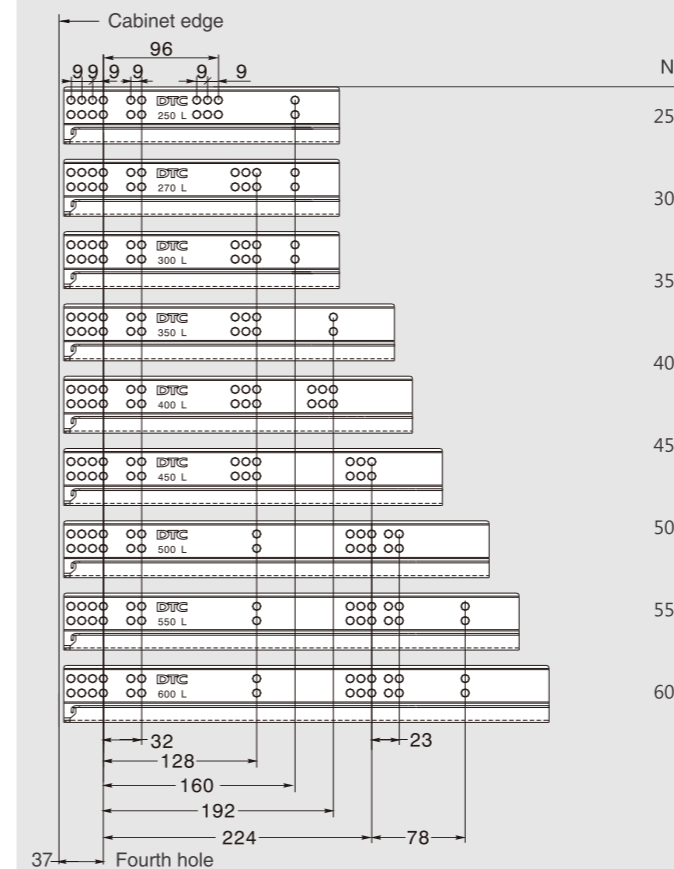 Cabinet edge
96
9 9 9 9 9 9
N
DTC
250 L
25
DTC
270 L
30
DTC
300 L
35
DTC
350 L
40
DTC
400 L
45
DTC
450 L
50
DTC
500 L
55
DTC
550 L
60
DTC
600 L
32
23
128
160
192
224
78
37
Fourth hole